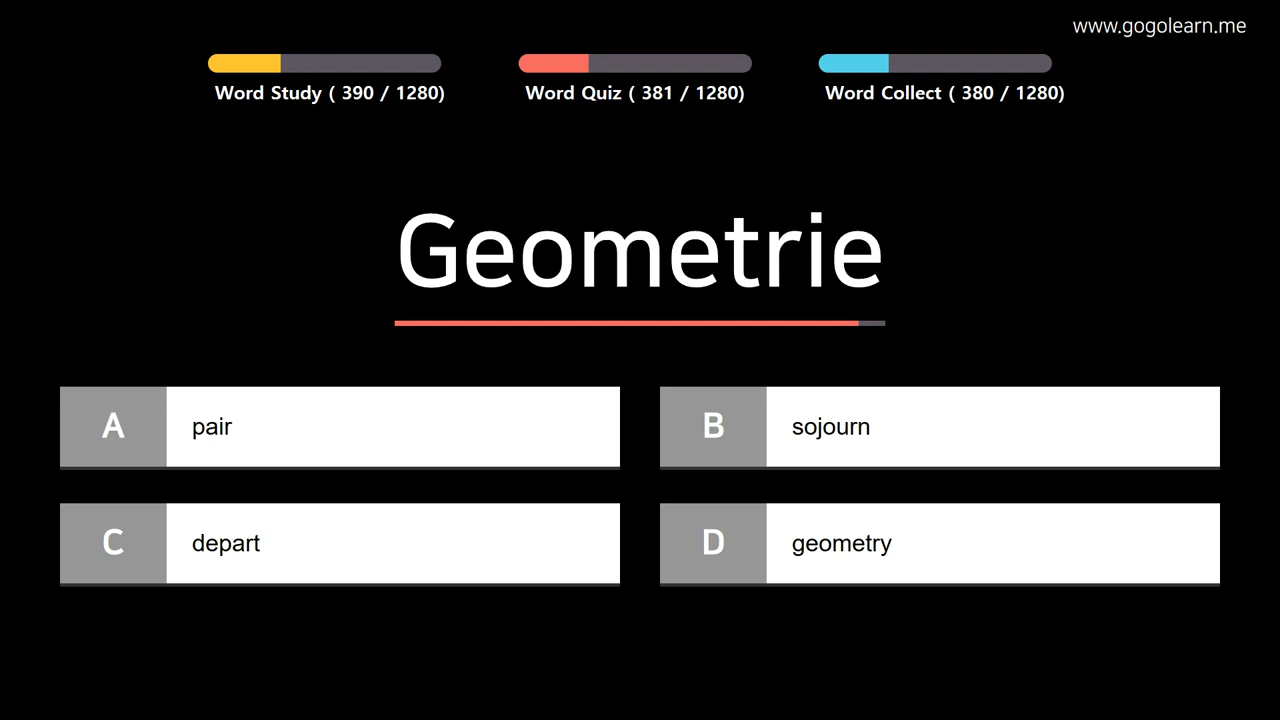 www.gogolearn.me
Word Study ( 390 / 1280)
Word Quiz ( 381 / 1280)
Word Collect ( 380 / 1280)
Geometrie
A
pair
B
sojourn
C
depart
D
geometry